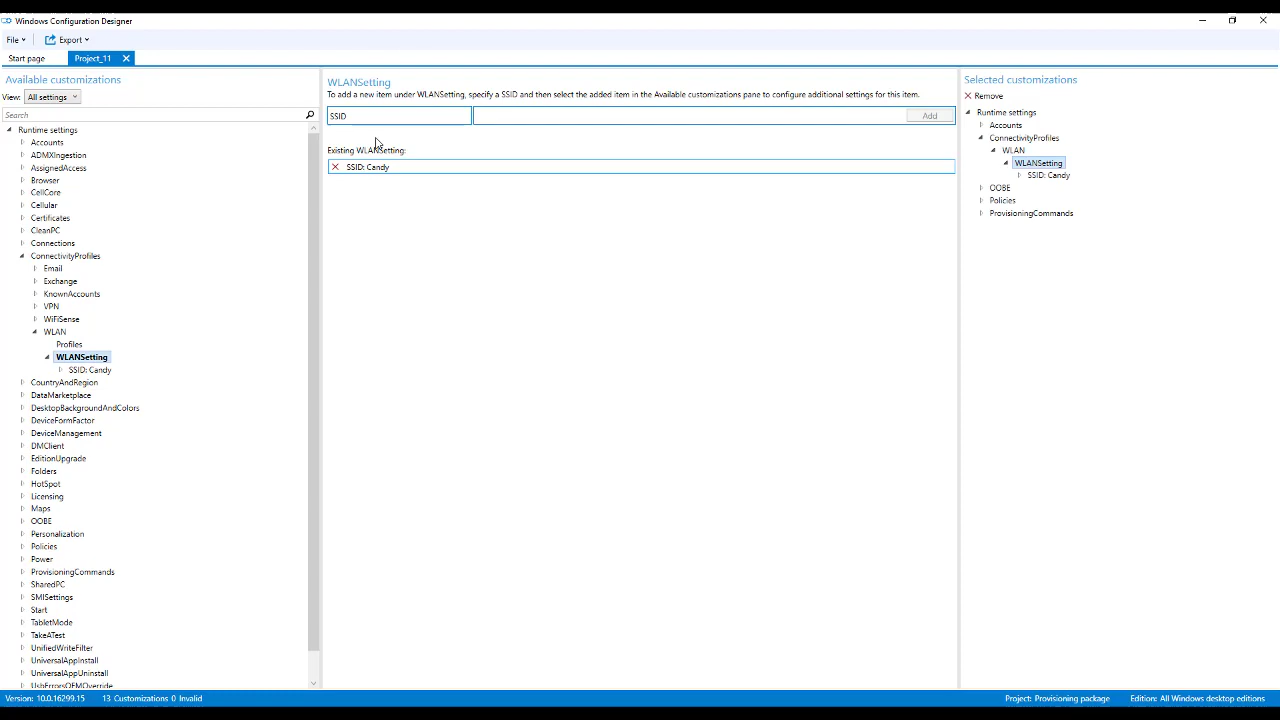 Windows Configuration Designer
File
Export
Start page
Project_11
Available customizations
View: All settings
Search
Runtime settings
Accounts
ADMXIngestion
AssignedAccess
Browser
CellCore
Cellular
Certificates
CleanPC
Connections
ConnectivityProfiles
Email
Exchange
KnownAccounts
VPN
WiFiSense
WLAN
Profiles
WLANSetting
SSID: Candy
CountryAndRegion
DataMarketplace
DesktopBackgroundAndColors
DeviceFormFactor
DeviceManagement
DMClient
EditionUpgrade
Folders
HotSpot
Licensing
Maps
OOBE
Personalization
Policies
Power
ProvisioningCommands
SharedPC
SMISettings
Start
TabletMode
TakeATest
UnifiedWriteFilter
UniversalAppInstall
UniversalAppUninstall
UsbErrorsOEMOverride
WLANSetting
To add a new item under WLANSetting, specify a SSID and then select the added item in the Available customizations pane to configure additional settings for this item.
SSID
Add
Existing WLANSetting:
SSID: Candy
Selected customizations
Remove
Runtime settings
Accounts
ConnectivityProfiles
WLAN
WLANSetting
SSID: Candy
OOBE
Policies
ProvisioningCommands
Version: 10.0.16299.15
13 Customizations 0 Invalid
Project: Provisioning package
Edition: All Windows desktop editions